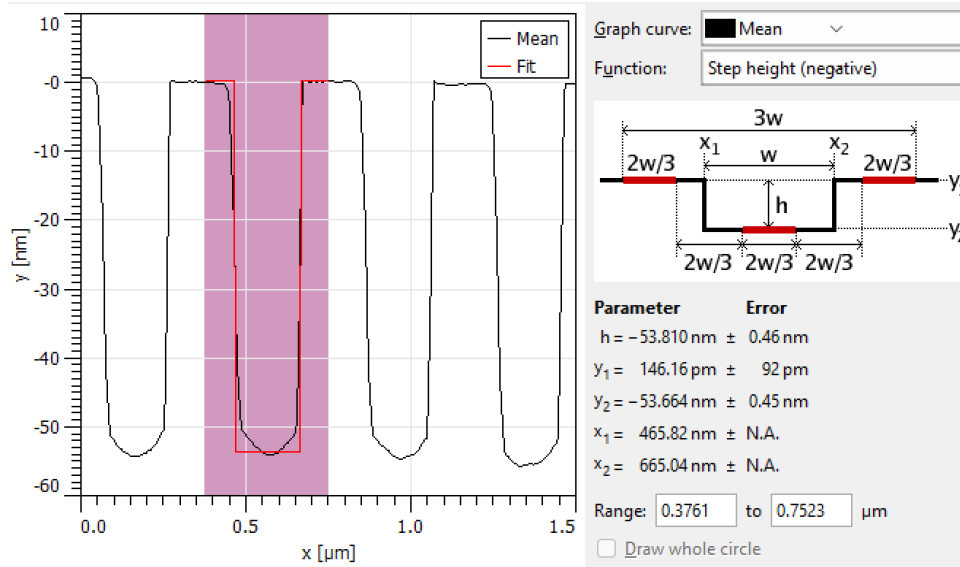 10
-0
-10
-20
-30
-40
-50
-60
y [nm]
0.0
0.5
1.0
1.5
x [µm]
Mean
Fit
Graph curve: Mean
Function: Step height (negative)
3w
x1 x2
2w/3 w 2w/3
h
y2
2w/3 2w/3 2w/3
Parameter Error
h = −53.810 nm ± 0.46 nm
y1 = 146.16 pm ± 92 pm
y2 = −53.664 nm ± 0.45 nm
x1 = 465.82 nm ± N.A.
x2 = 665.04 nm ± N.A.
Range: 0.3761 to 0.7523 µm
Draw whole circle